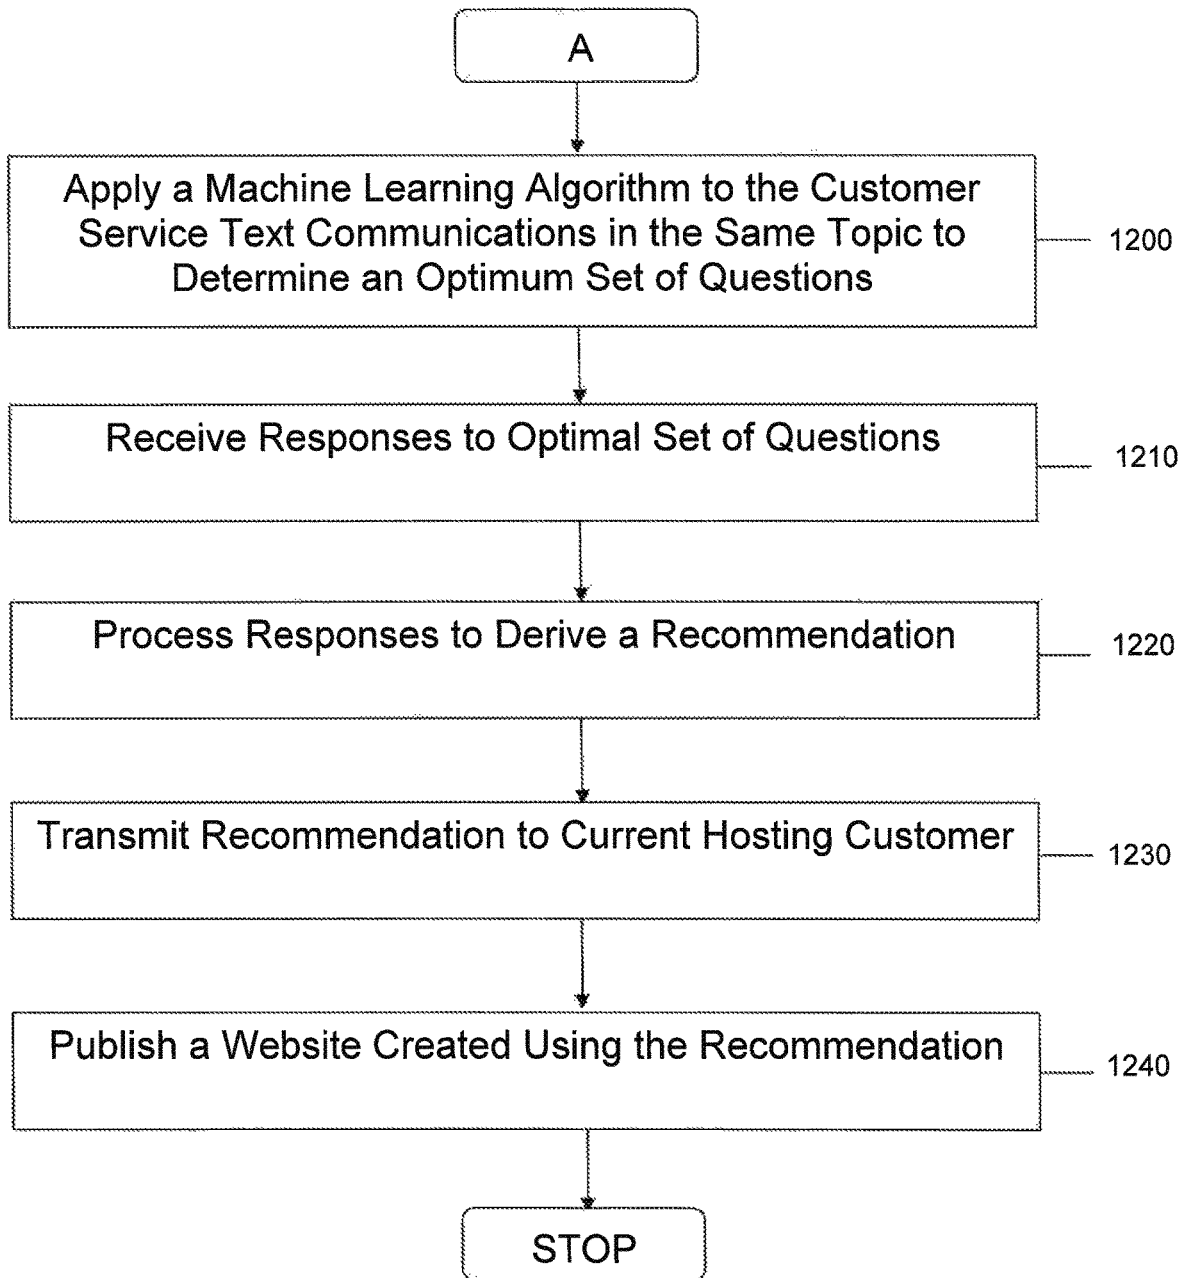 A
Apply a Machine Learning Algorithm to the Customer
Service Text Communications in the Same Topic to
Determine an Optimum Set of Questions
1200
Receive Responses to Optimal Set of Questions
1210
Process Responses to Derive a Recommendation
1220
Transmit Recommendation to Current Hosting Customer
1230
Publish a Website Created Using the Recommendation
1240
STOP